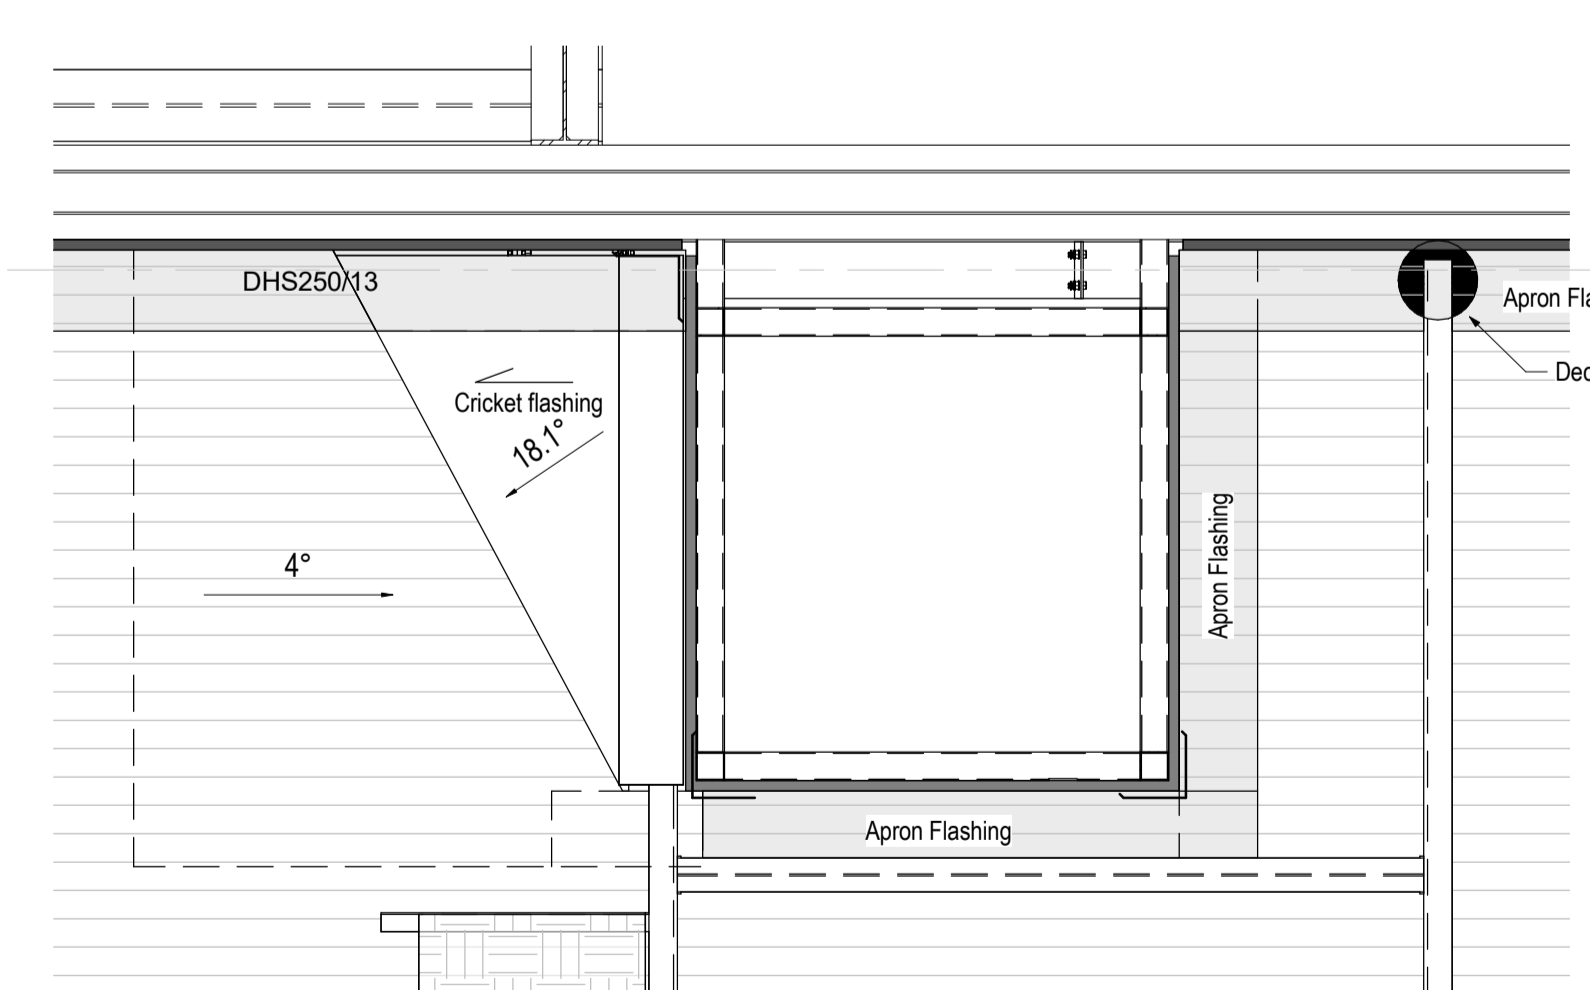 DHS250/13
Apron Fla
Dec
Cricket flashing
18.1°
4°
Apron Flashing
Apron Flashing